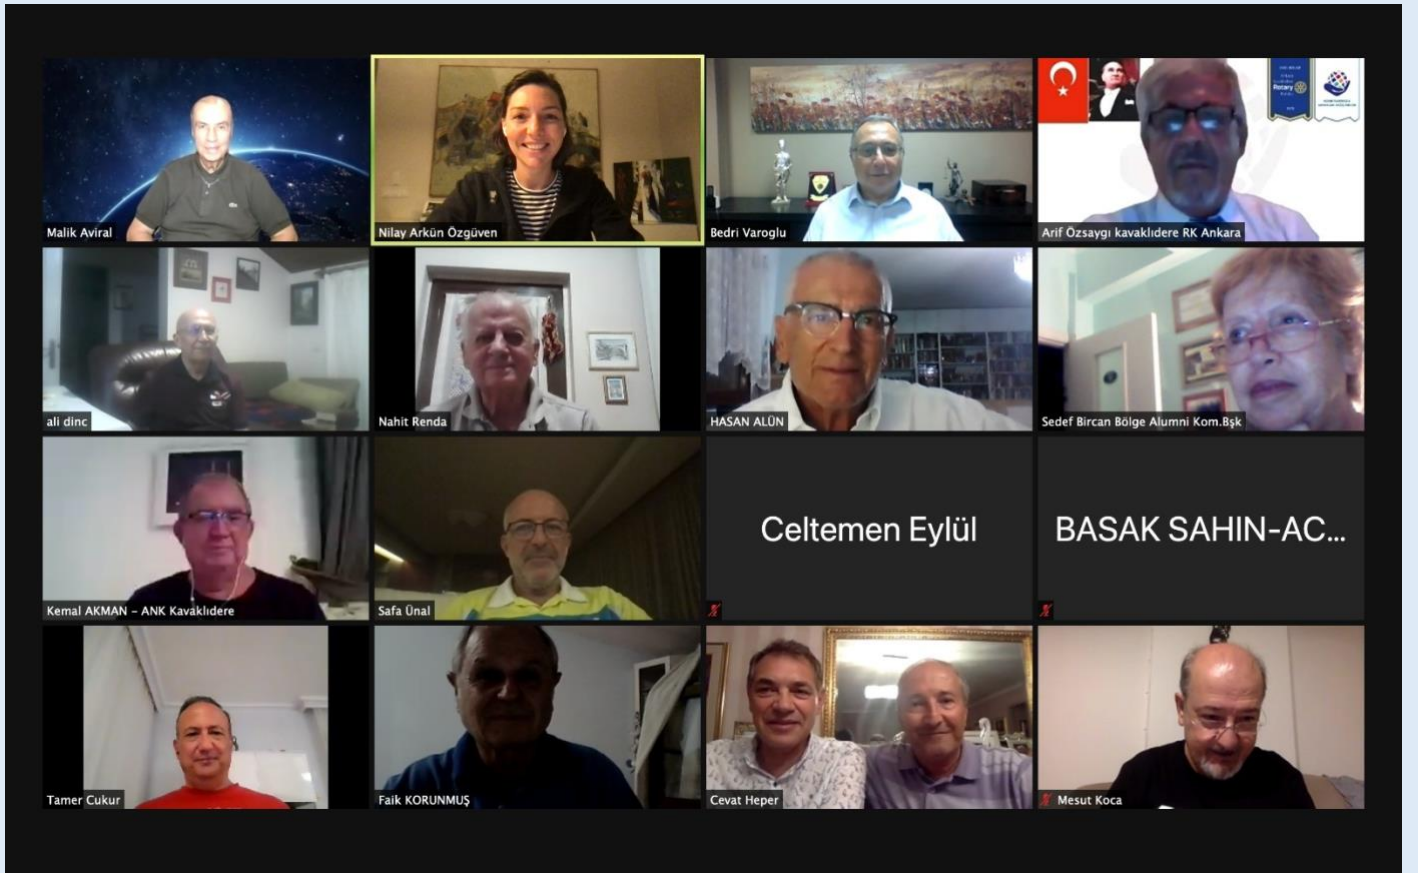 Malik Aviral
Nilay Arkün Özgüven
Bedri Varoglu
Arif Özsaygı kavaklıdere RK Ankara
Rotary
ali dinc
Nahit Renda
HASAN ALÜN
Sedef Bircan Bölge Alumni Kom.Bşk
Kemal AKMAN – ANK Kavaklıdere
Safa Ünal
Celtemen Eylül
BASAK SAHIN-AC...
Tamer Cukur
Faik KORUNMUŞ
Cevat Heper
Mesut Koca